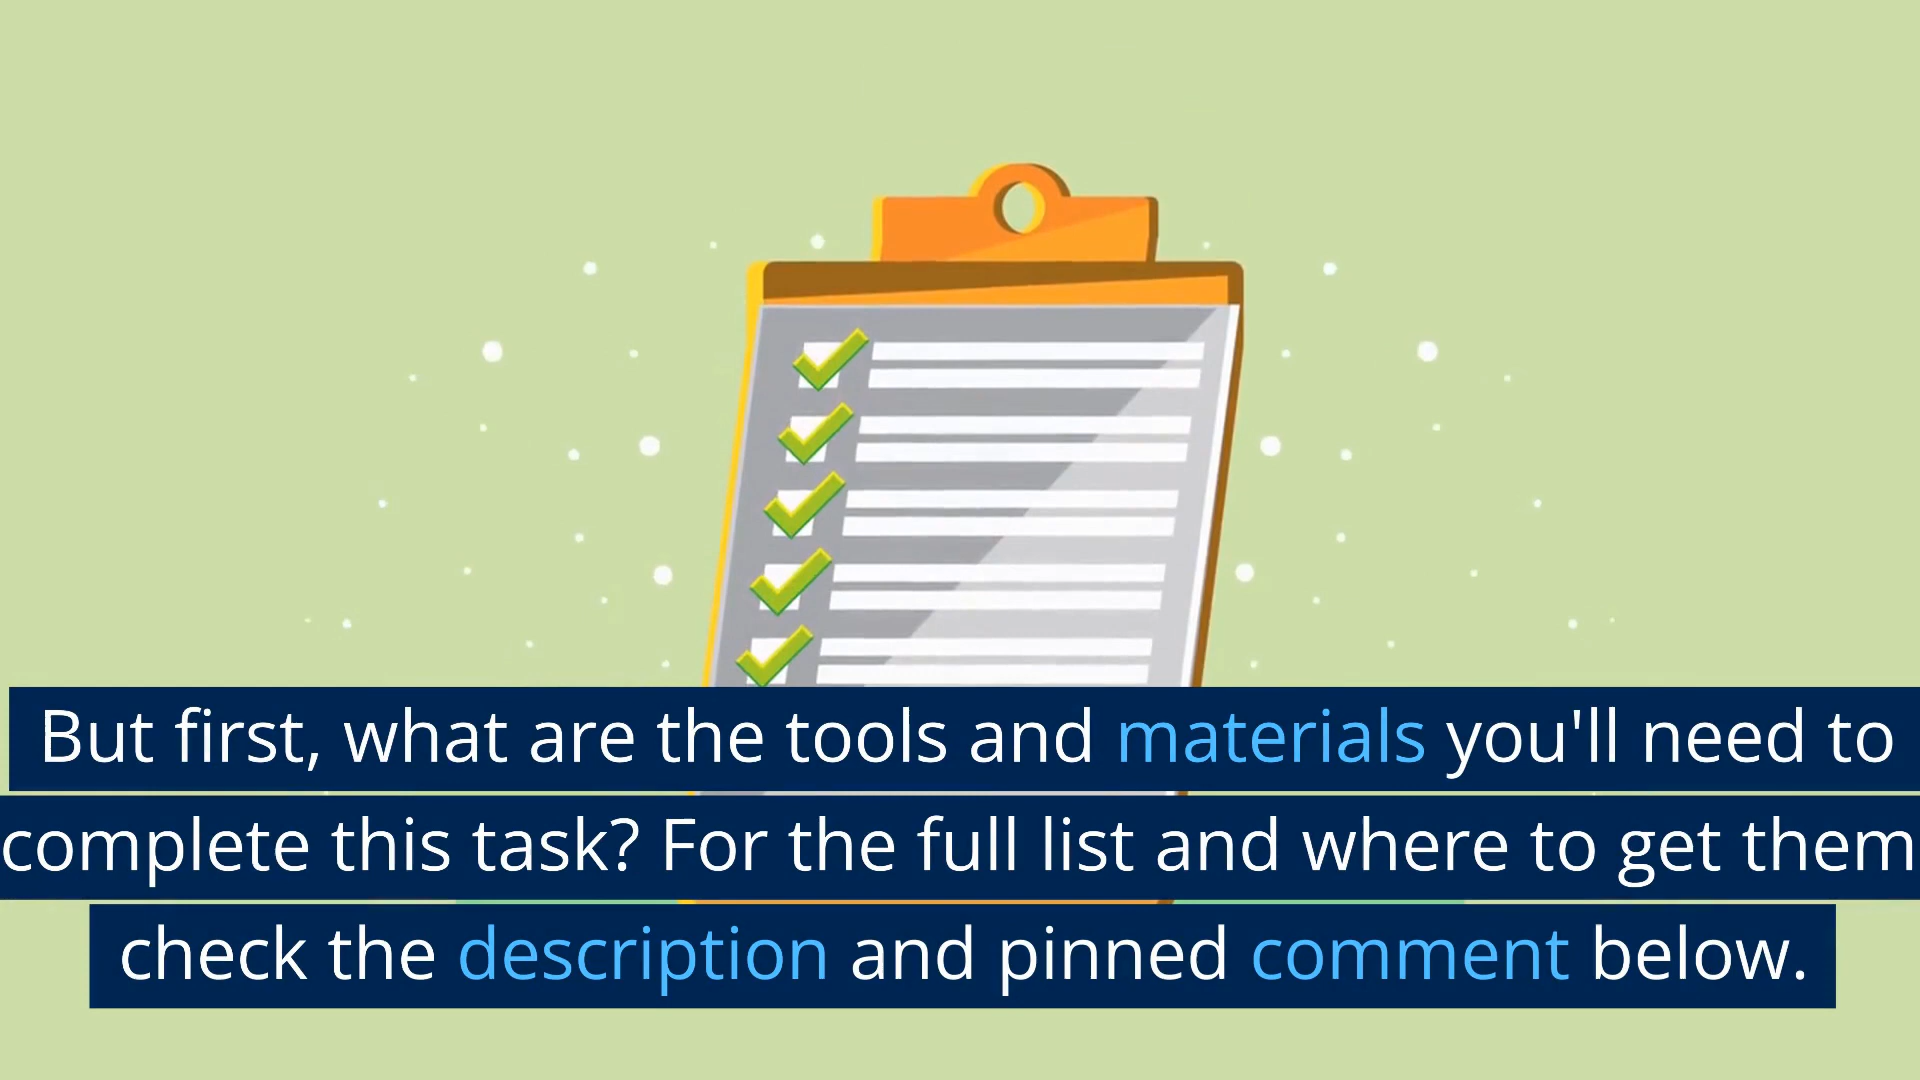 But first, what are the tools and materials you'll need to
complete this task? For the full list and where to get them
check the description and pinned comment below.